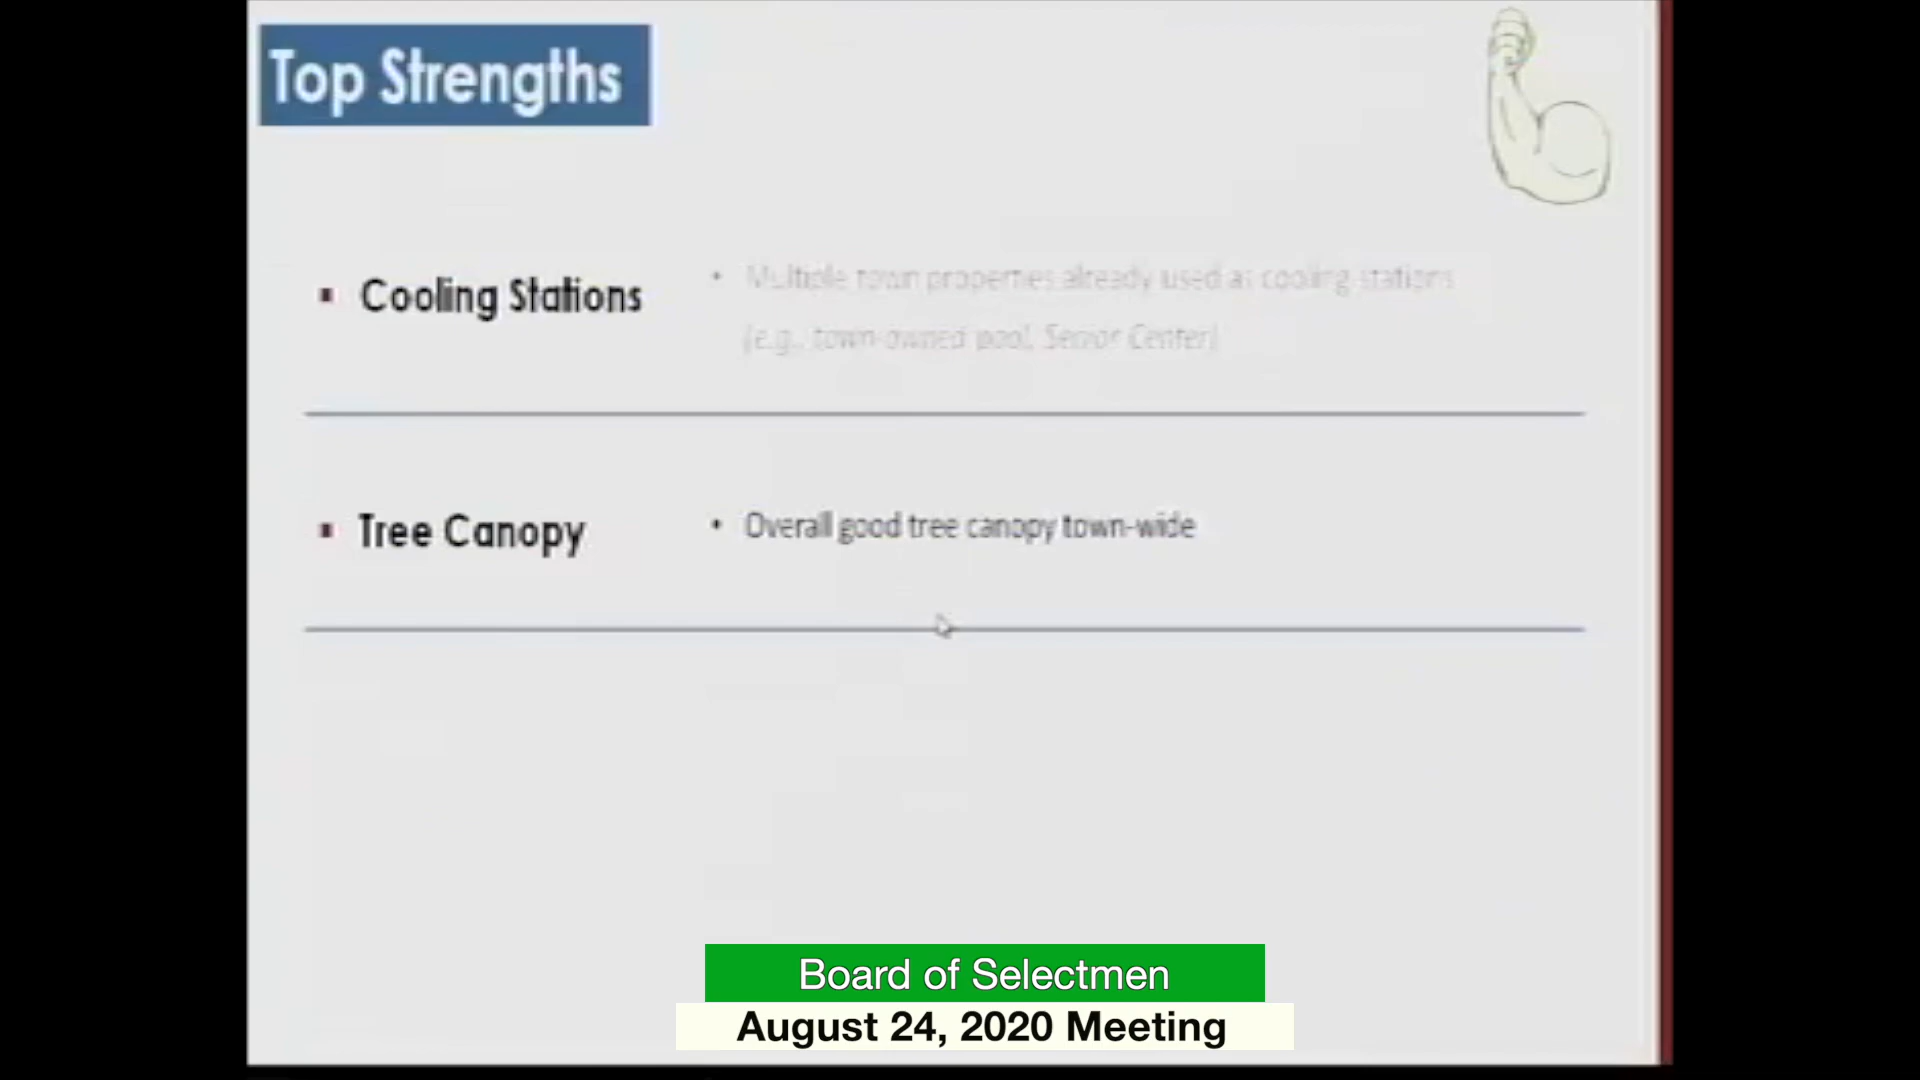 Top Strengths
Cooling Stations
• Multiple town properties already used as cooling stations
(e.g., town-owned pool, Senior Center)
Tree Canopy
• Overall good tree canopy town-wide
Board of Selectmen
August 24, 2020 Meeting